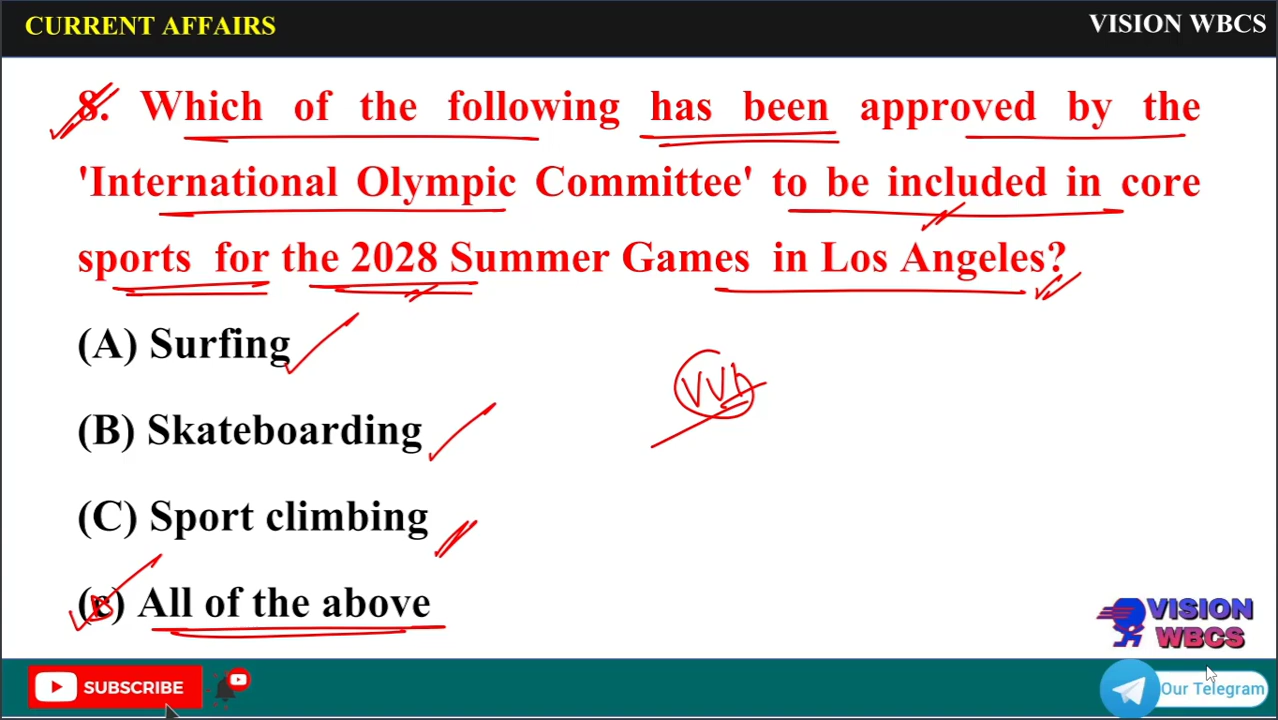 CURRENT AFFAIRS
VISION WBCS
8. Which of the following has been approved by the
'International Olympic Committee' to be included in core
sports for the 2028 Summer Games in Los Angeles?
(A) Surfing
(B) Skateboarding
(C) Sport climbing
(c) All of the above
VISION
WBCS
SUBSCRIBE
Our Telegram